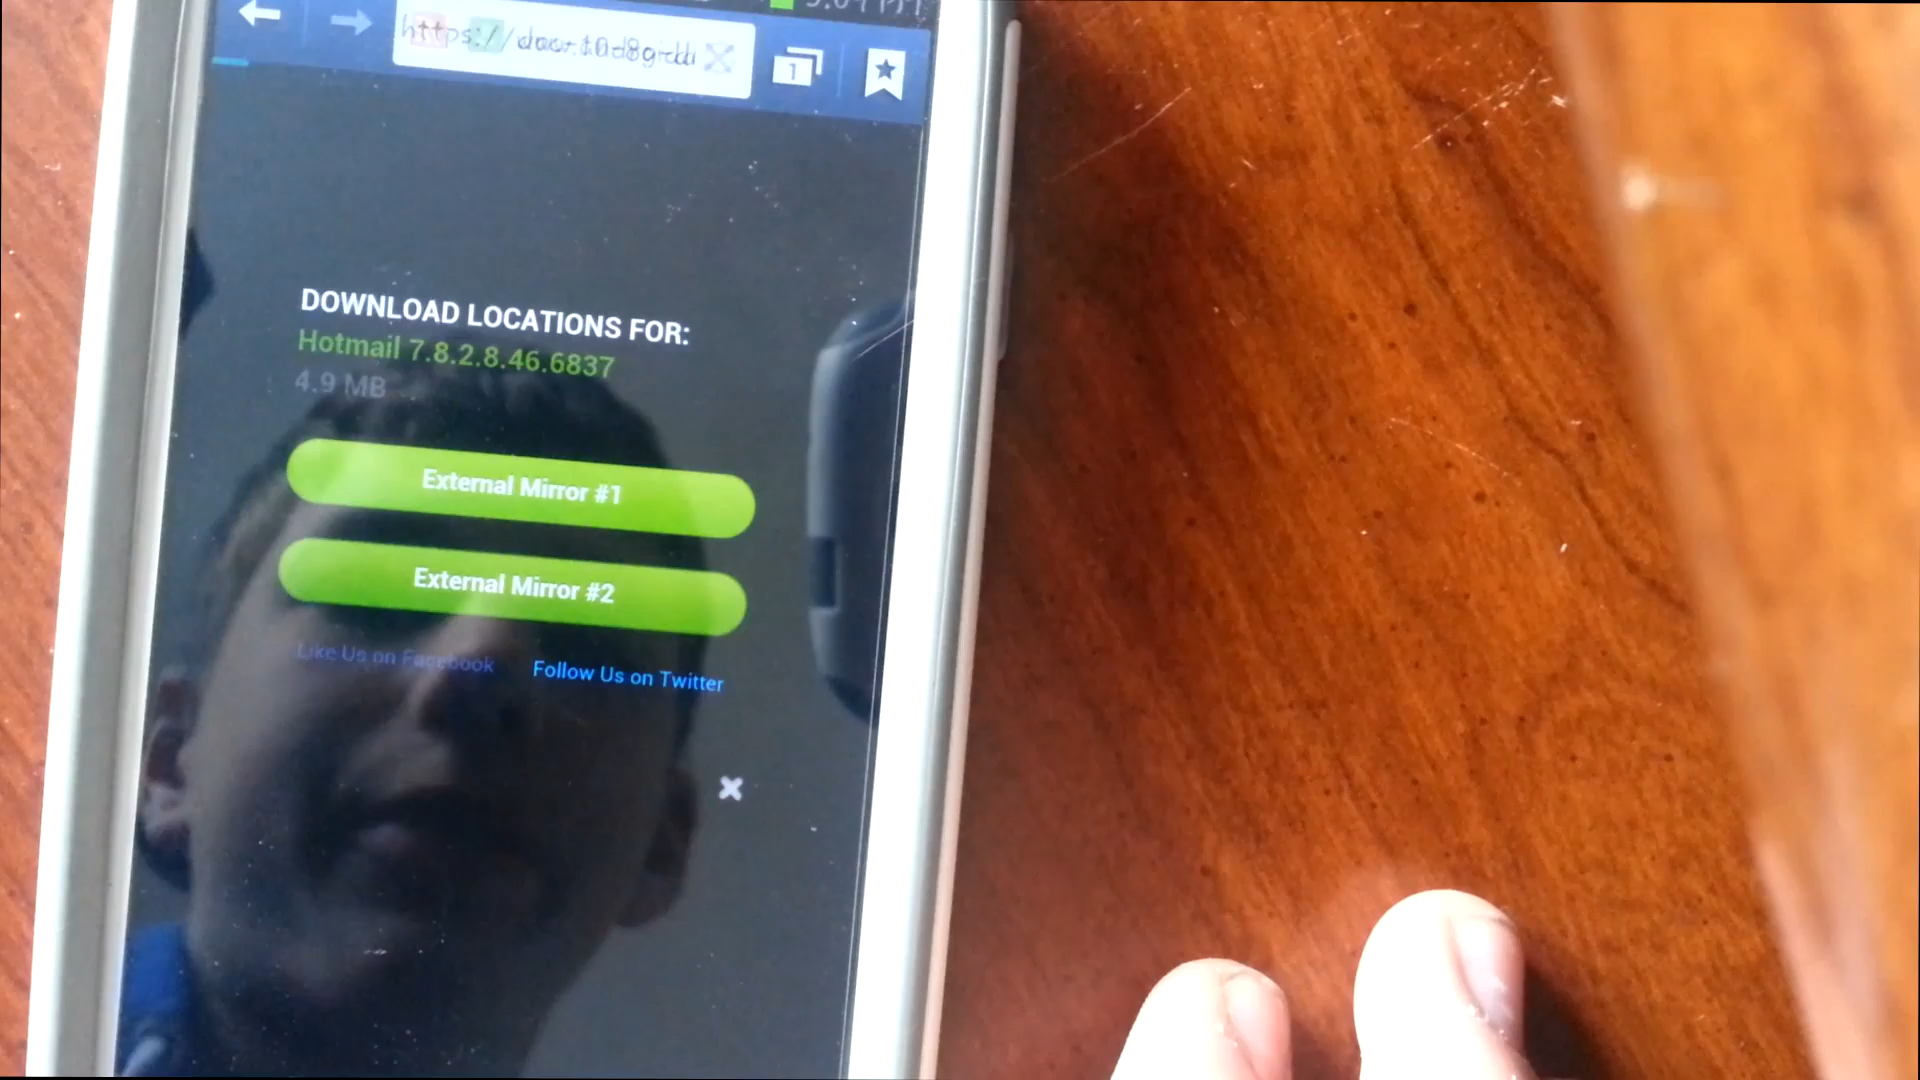 1
DOWNLOAD LOCATIONS FOR:
Hotmail 7.8.2.8.46.6837
4.9 MB
External Mirror #1
External Mirror #2
Like Us on Facebook Follow Us on Twitter